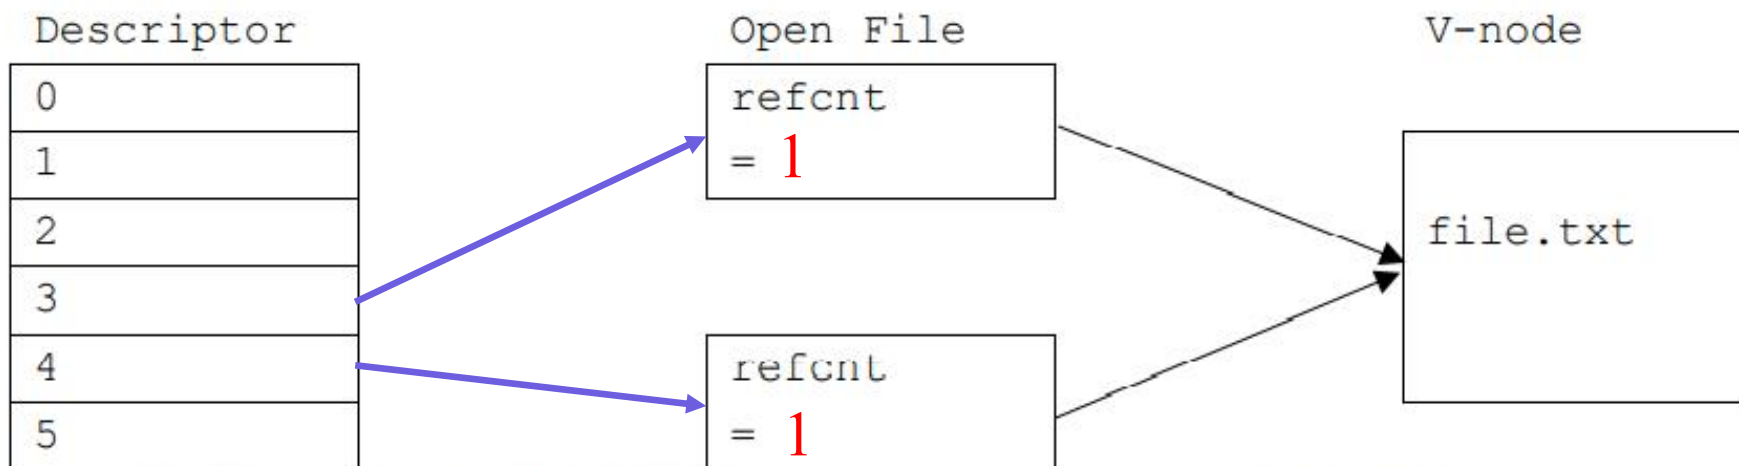 Descriptor
Open File
V-node
0
refcnt
1
= 1
2
file.txt
3
4
refcnt
5
= 1